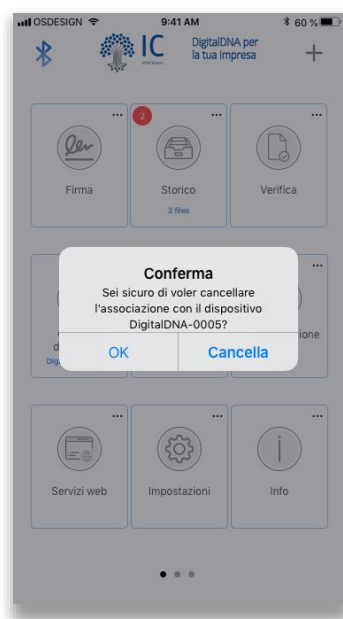 OSDESIGN 9:41 AM 60 %
IC
DigitalDNA per
la tua impresa
2
Firma
Storico
Verifica
3 files
Conferma
Sei sicuro di voler cancellare
l'associazione con il dispositivo
DigitalDNA-0005?
OK
Cancella
Servizi web
Impostazioni
Info